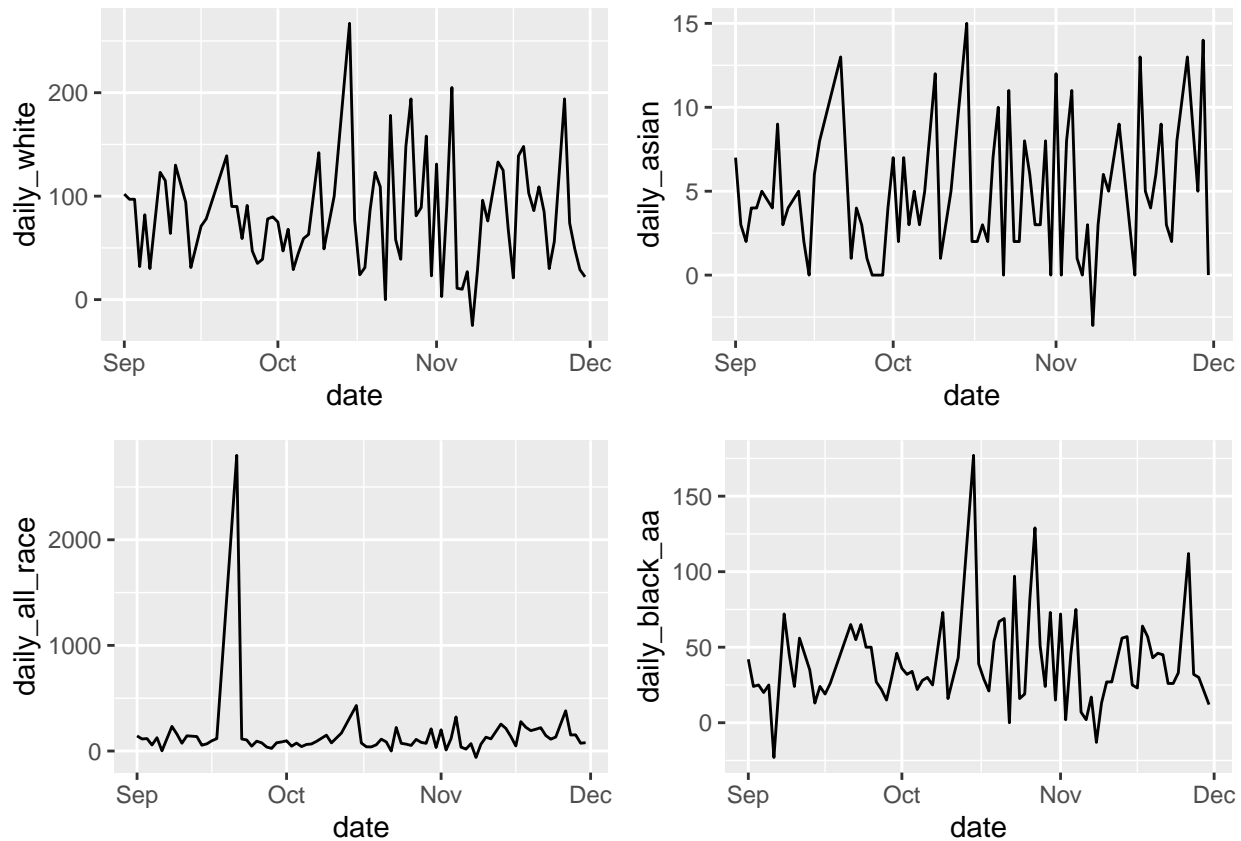 daily_white
200
100
0
Sep Oct Nov Dec
date
daily_asian
15
10
5
0
Sep Oct Nov Dec
date
daily_all_race
2000
1000
0
Sep Oct Nov Dec
date
daily_black_aa
150
100
50
0
Sep Oct Nov Dec
date